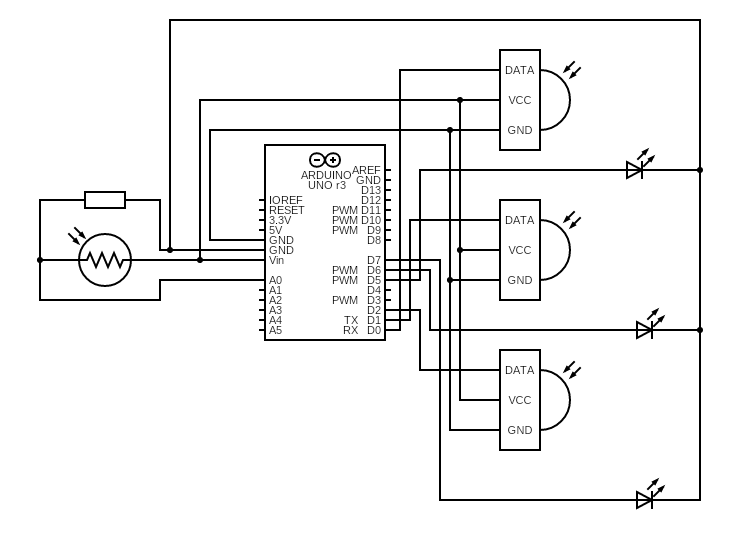 DATA
VCC
GND
ARDUINO
UNO r3
AREF
GND
D13
IOREF D12
RESET PWM D11
3.3V PWM D10
5V PWM D9
GND D8
GND
Vin D7
PWM D6
A0 PWM D5
A1 D4
A2 PWM D3
A3 D2
A4 TX D1
A5 RX D0
DATA
VCC
GND
DATA
VCC
GND